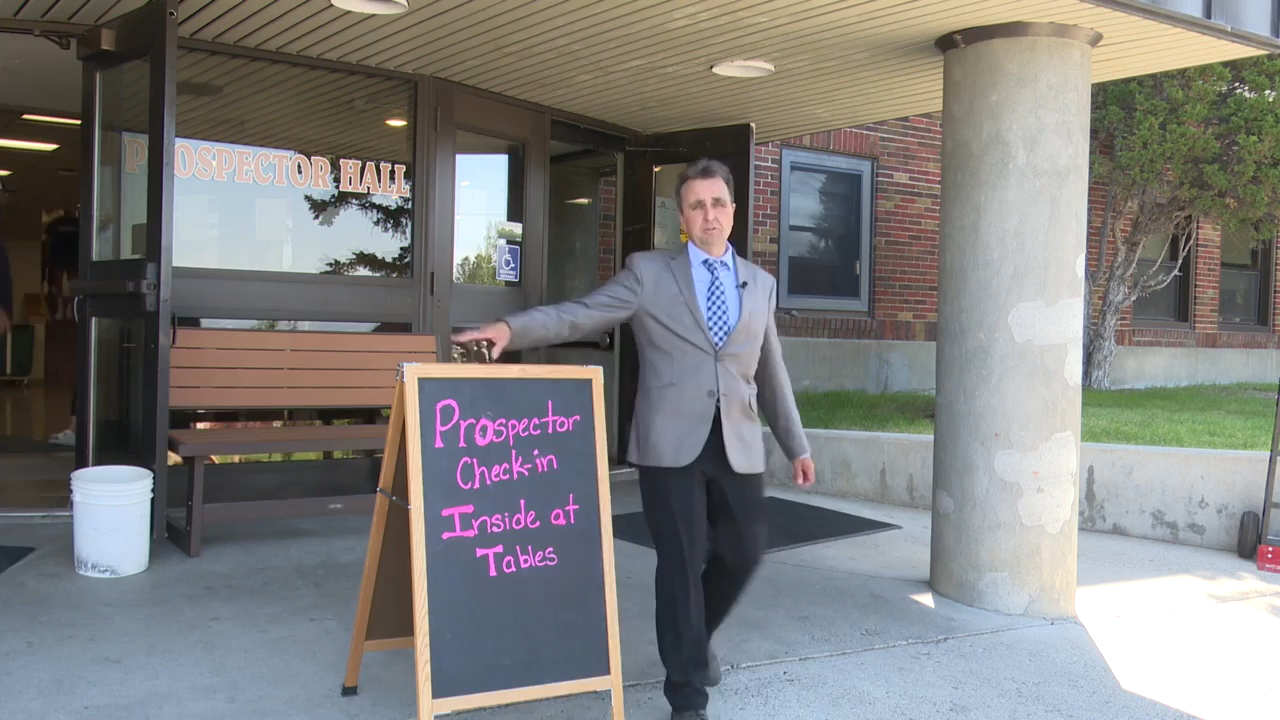 PROSPECTOR HALL
Prospector
Check-in
Inside at
Tables